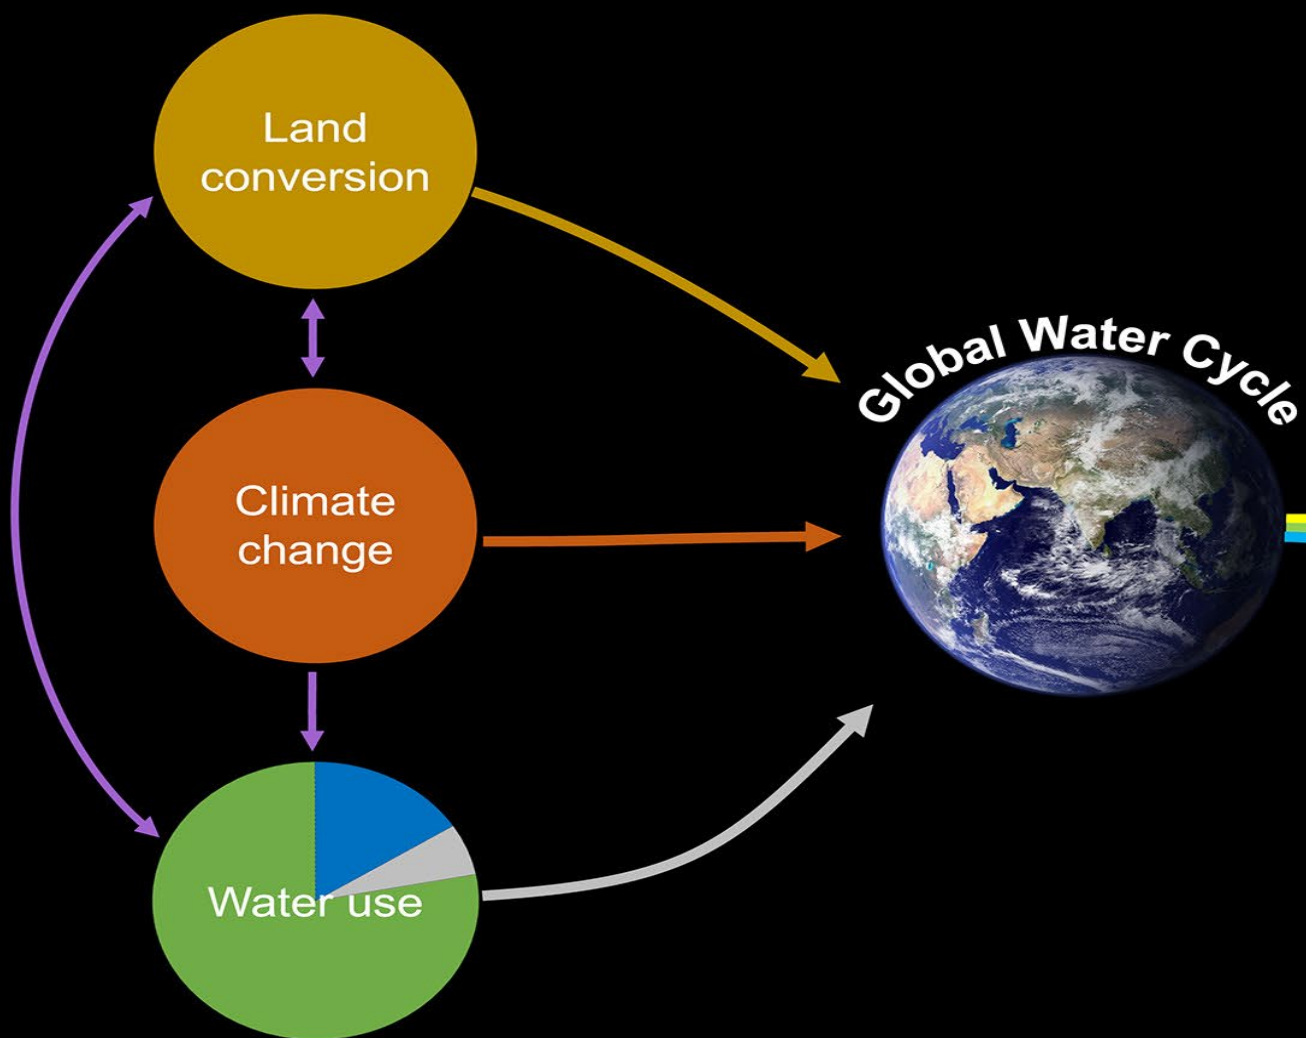 Land
conversion
Global Water Cycle
Climate
change
Water use